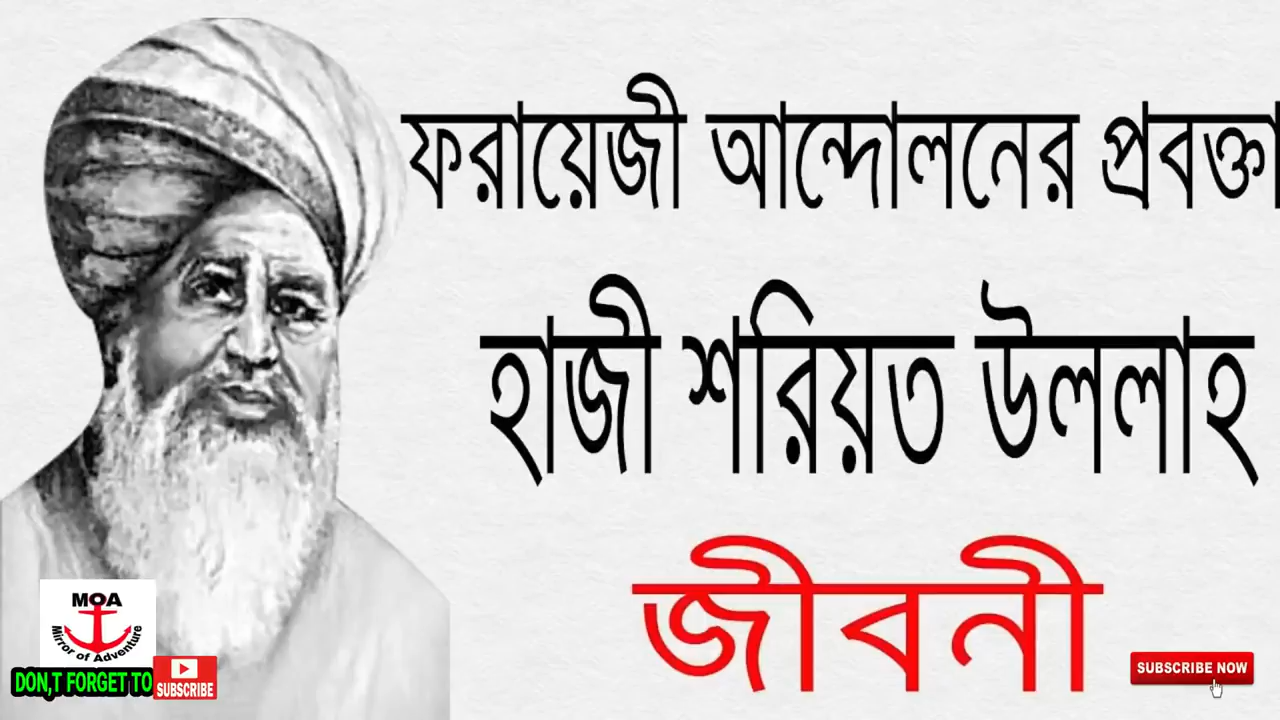 ফরায়েজী আন্দোলনের প্রবক্তা
হাজী শরিয়ত উললাহ
জীবনী
MOA
Mirror of Adventure
DON,T FORGET TO
SUBSCRIBE
SUBSCRIBE NOW